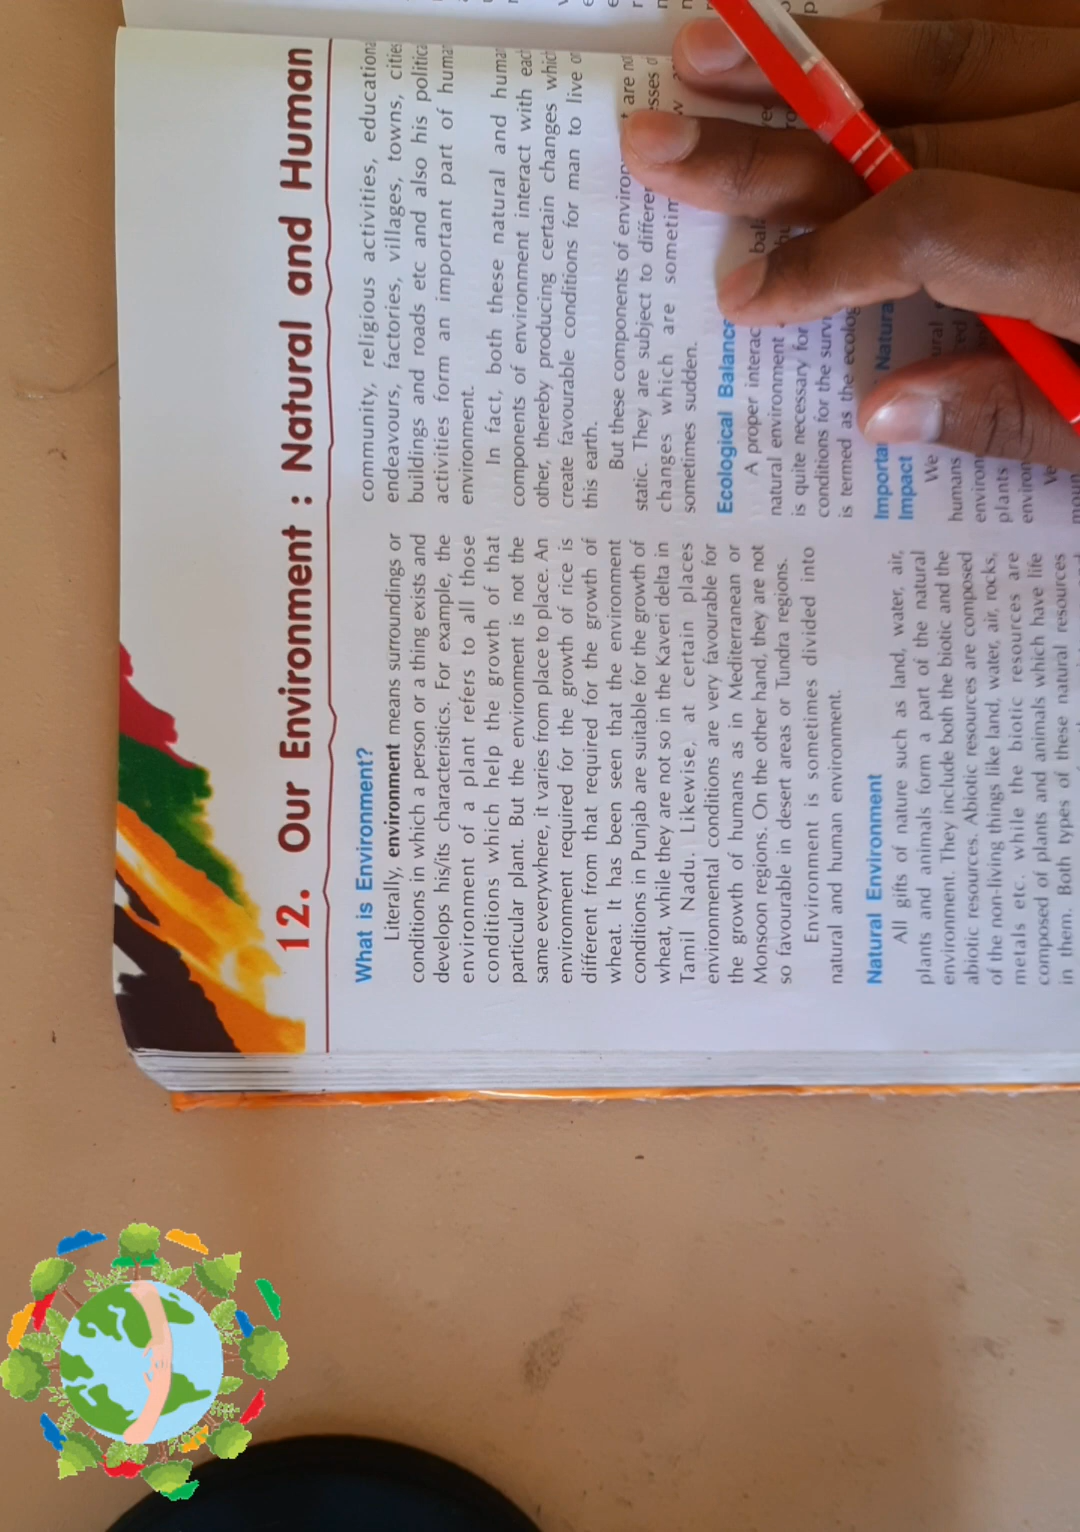 12. Our Environment : Natural and Human
What is Environment?
Literally, environment means surroundings or
conditions in which a person or a thing exists and
develops his/its characteristics. For example, the
environment of a plant refers to all those
conditions which help the growth of that
particular plant. But the environment is not the
same everywhere, it varies from place to place. An
environment required for the growth of rice is
different from that required for the growth of
wheat. It has been seen that the environment
conditions in Punjab are suitable for the growth of
wheat, while they are not so in the Kaveri delta in
Tamil Nadu. Likewise, at certain places
environmental conditions are very favourable for
the growth of humans as in Mediterranean or
Monsoon regions. On the other hand, they are not
so favourable in desert areas or Tundra regions.
Environment is sometimes divided into
natural and human environment.
Natural Environment
All gifts of nature such as land, water, air,
plants and animals form a part of the natural
environment. They include both the biotic and the
abiotic resources. Abiotic resources are composed
of the non-living things like land, water, air, rocks,
metals etc. while the biotic resources are
composed of plants and animals which have life
in them. Both types of these natural resources
community, religious activities, educationa
endeavours, factories, villages, towns, cities
buildings and roads etc and also his politica
activities form an important part of human
environment.
In fact, both these natural and human
components of environment interact with each
other, thereby producing certain changes which
create favourable conditions for man to live on
this earth.
But these components of environ are not
static. They are subject to differen esses of
changes which are sometim
sometimes sudden.
Ecological Balance
A proper interac bal
natural environment
is quite necessary for
conditions for the surv
is termed as the ecolog
Importa Natura
Impact
We ural
humans
environ
plants
environ